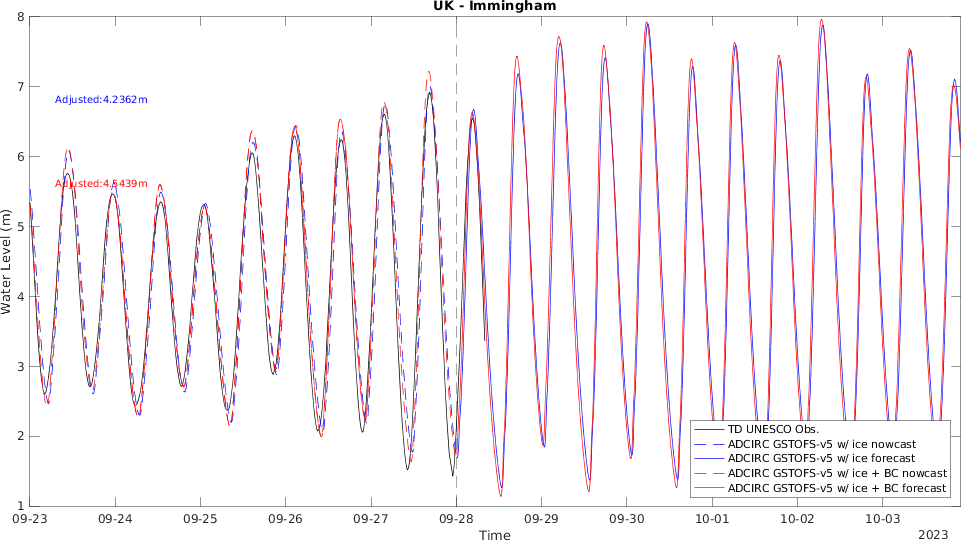 UK - Immingham
8
7
6
5
4
3
2
1
Water Level (m)
Adjusted:4.2362m
Adjusted:4.5439m
TD UNESCO Obs.
ADCIRC GSTOFS-v5 w/ ice nowcast
ADCIRC GSTOFS-v5 w/ ice forecast
ADCIRC GSTOFS-v5 w/ ice + BC nowcast
ADCIRC GSTOFS-v5 w/ ice + BC forecast
09-23 09-24 09-25 09-26 09-27 09-28 09-29 09-30 10-01 10-02 10-03
Time
2023